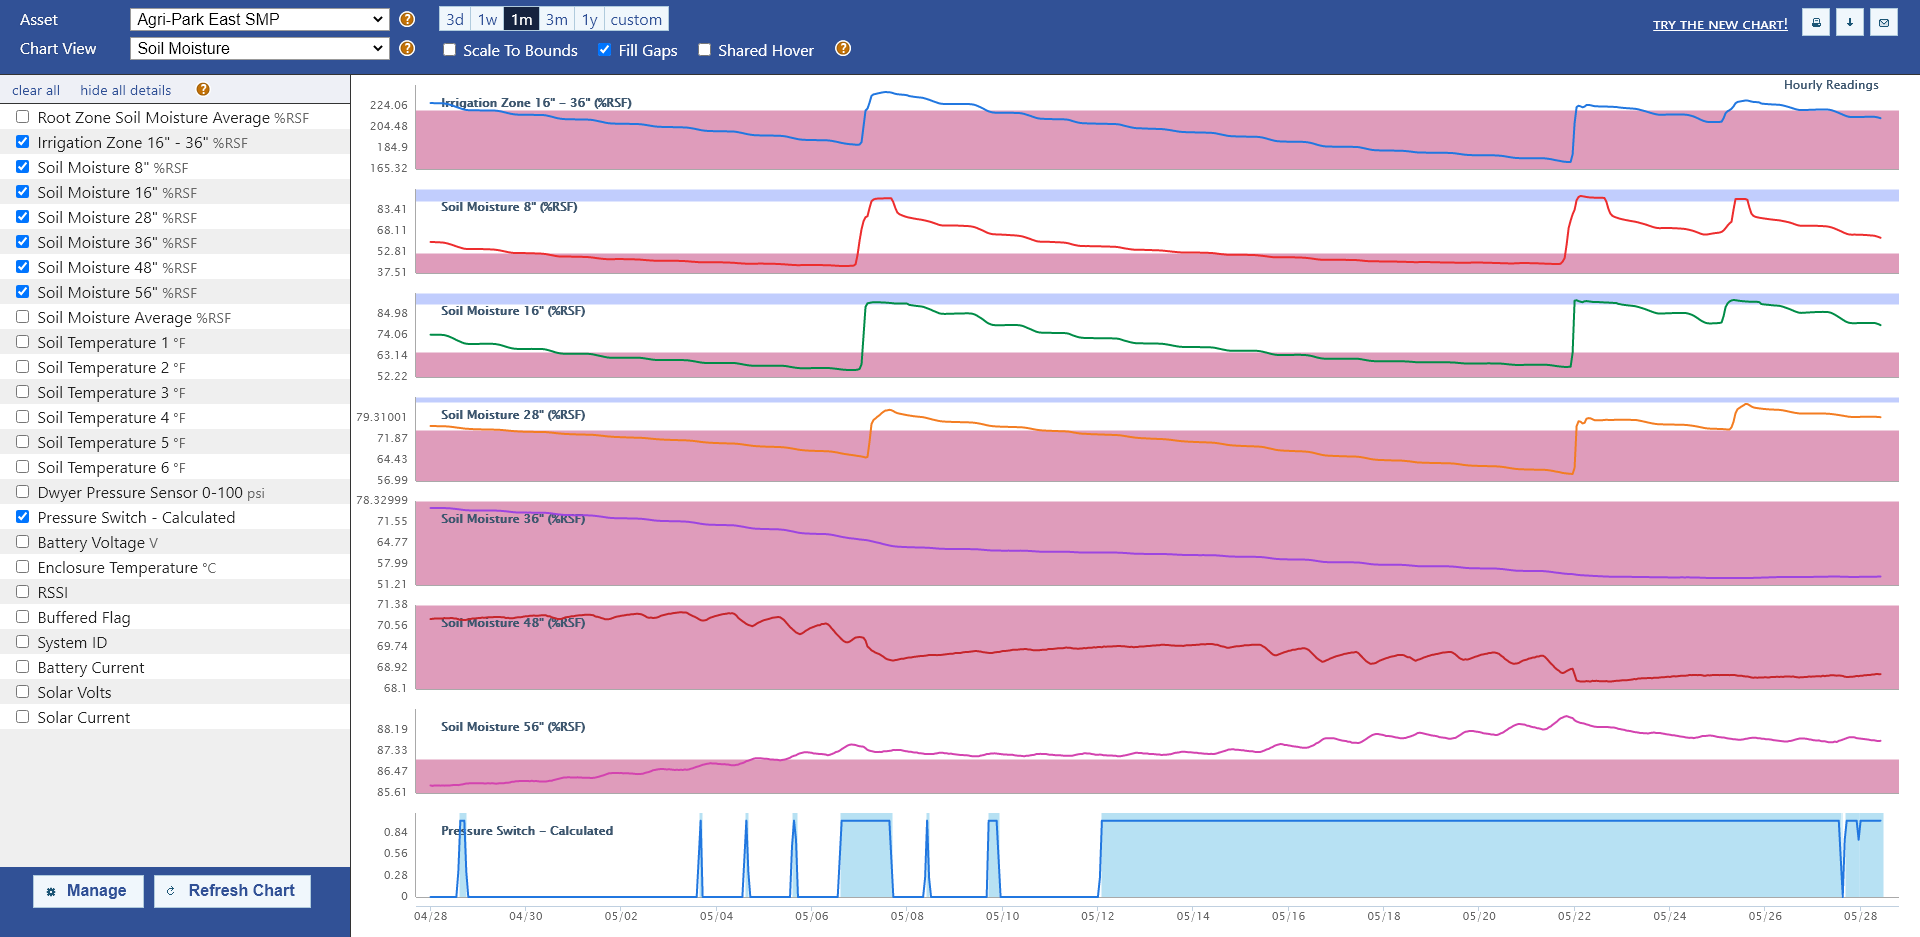 Asset
Agri-Park East SMP
3d 1w 1m 3m 1y custom
TRY THE NEW CHART!
Chart View
Soil Moisture
Scale To Bounds
Fill Gaps
Shared Hover
clear all
hide all details
Root Zone Soil Moisture Average %RSF
Irrigation Zone 16" - 36" %RSF
Soil Moisture 8" %RSF
Soil Moisture 16" %RSF
Soil Moisture 28" %RSF
Soil Moisture 36" %RSF
Soil Moisture 48" %RSF
Soil Moisture 56" %RSF
Soil Moisture Average %RSF
Soil Temperature 1 °F
Soil Temperature 2 °F
Soil Temperature 3 °F
Soil Temperature 4 °F
Soil Temperature 5 °F
Soil Temperature 6 °F
Dwyer Pressure Sensor 0-100 psi
Pressure Switch - Calculated
Battery Voltage V
Enclosure Temperature °C
RSSI
Buffered Flag
System ID
Battery Current
Solar Volts
Solar Current
Manage
Refresh Chart
Hourly Readings
Irrigation Zone 16" - 36" (%RSF)
224.06
204.48
184.9
165.32
Soil Moisture 8" (%RSF)
83.41
68.11
52.81
37.51
Soil Moisture 16" (%RSF)
84.98
74.06
63.14
52.22
Soil Moisture 28" (%RSF)
79.31001
71.87
64.43
56.99
Soil Moisture 36" (%RSF)
78.32999
71.55
64.77
57.99
51.21
Soil Moisture 48" (%RSF)
71.38
70.56
69.74
68.92
68.1
Soil Moisture 56" (%RSF)
88.19
87.33
86.47
85.61
Pressure Switch - Calculated
0.84
0.56
0.28
0
04/28 04/30 05/02 05/04 05/06 05/08 05/10 05/12 05/14 05/16 05/18 05/20 05/22 05/24 05/26 05/28